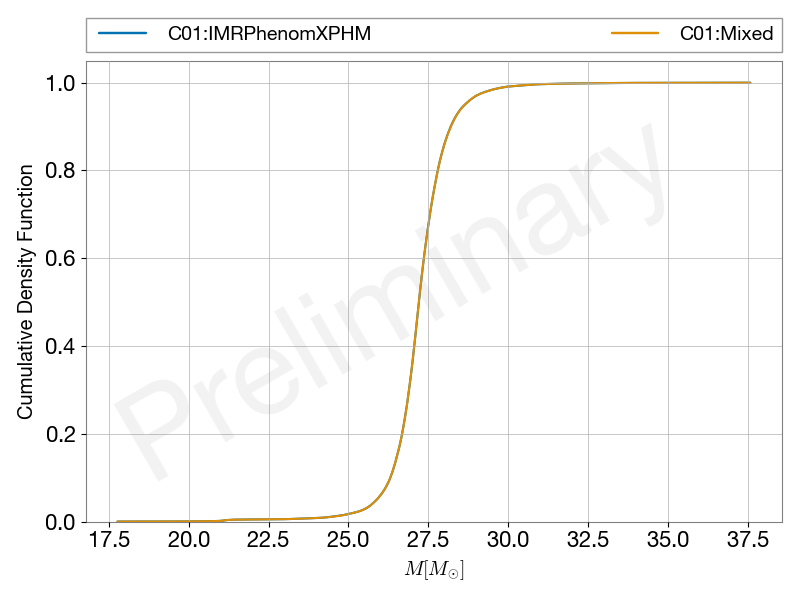 C01:IMRPhenomXPHM C01:Mixed
Cumulative Density Function
1.0
0.8
0.6
0.4
0.2
0.0
Preliminary
17.5 20.0 22.5 25.0 27.5 30.0 32.5 35.0 37.5
M[M☉]